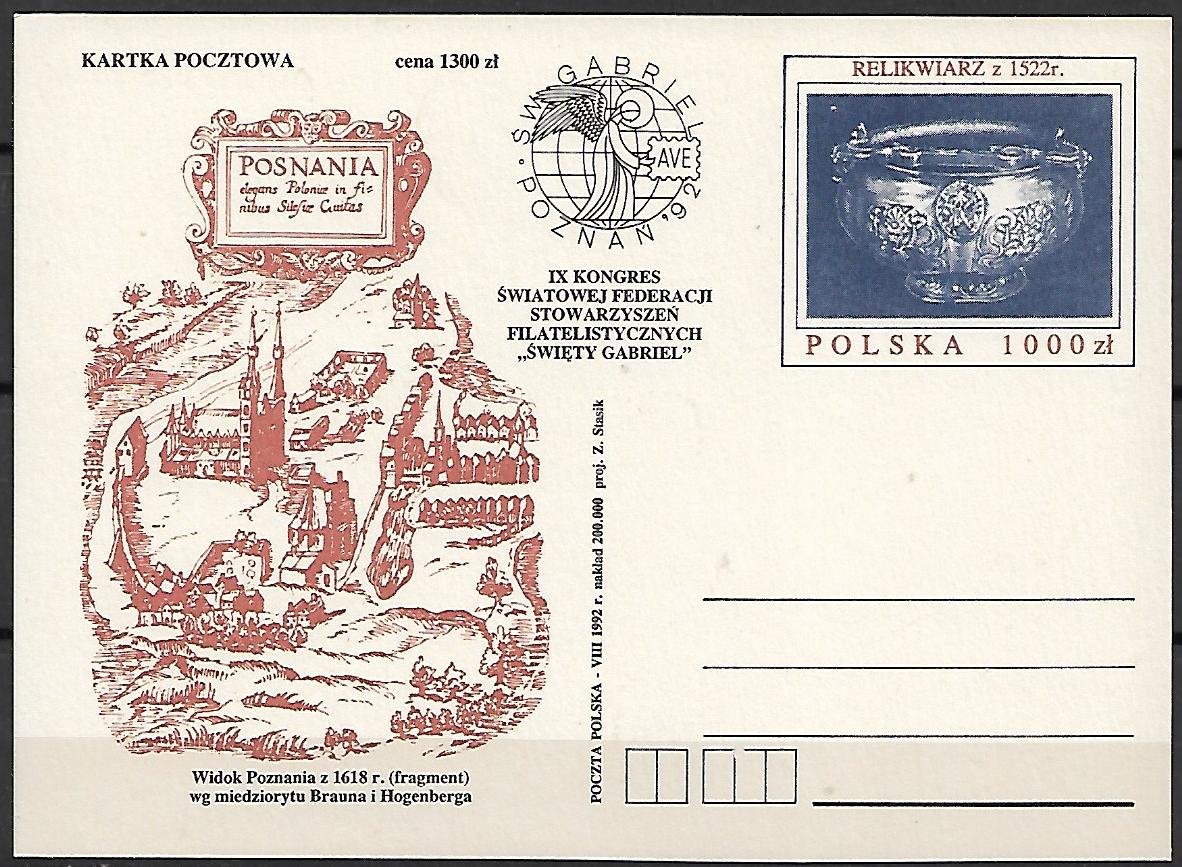 KARTKA POCZTOWA
cena 1300 zł
POSNANIA
elegans Poloniæ in fi=
nibus Silesiæ Civitas
ŚW. GABRIEL
AVE
POZNAŃ '92
IX KONGRES
ŚWIATOWEJ FEDERACJI
STOWARZYSZEŃ
FILATELISTYCZNYCH
„ŚWIĘTY GABRIEL”
RELIKWIARZ z 1522r.
POLSKA 1000zł
POCZTA POLSKA - VIII 1992 r. nakład 200.000 proj. Z. Stasik
Widok Poznania z 1618 r. (fragment)
wg miedziorytu Brauna i Hogenberga